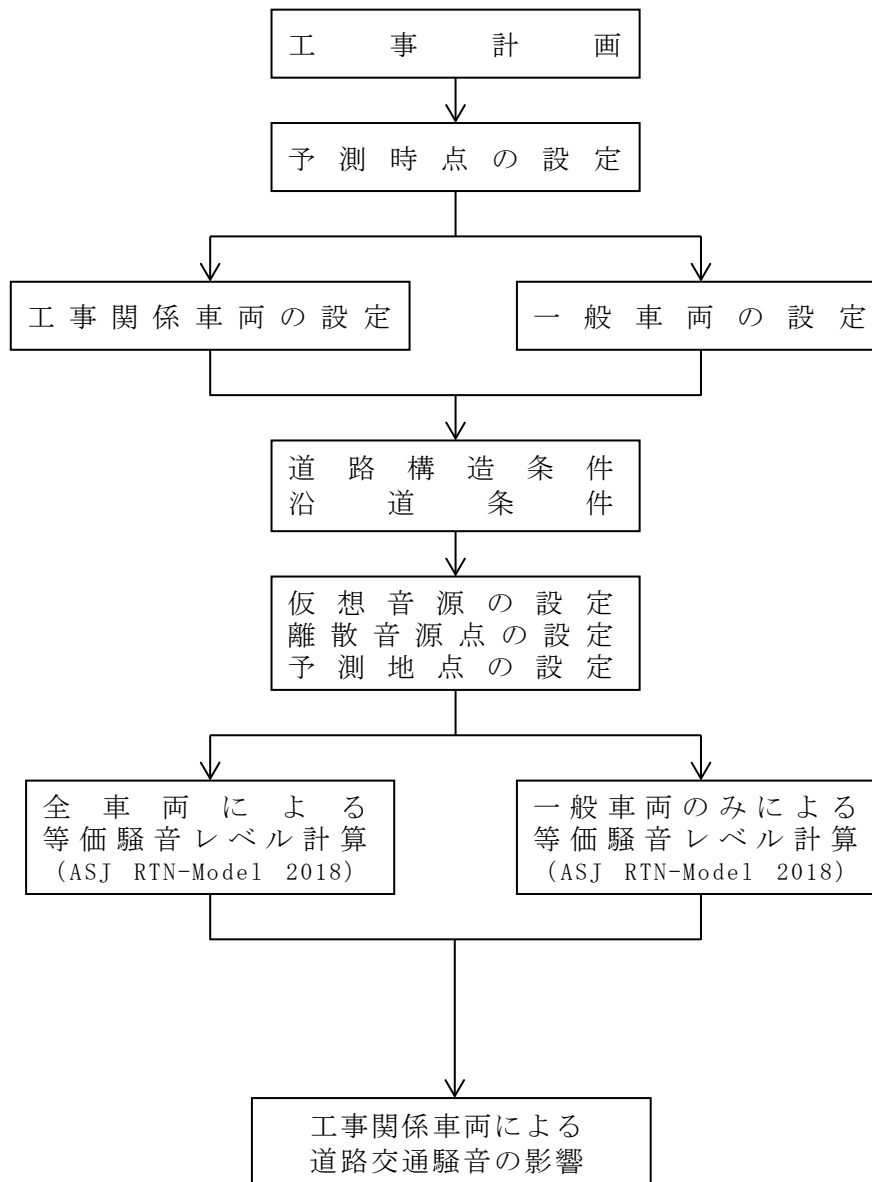 工事計画
予測時点の設定
工事関係車両の設定
一般車両の設定
道路構造条件
沿道条件
仮想音源の設定
離散音源点の設定
予測地点の設定
全車両による
等価騒音レベル計算
(ASJ RTN-Model 2018)
一般車両のみによる
等価騒音レベル計算
(ASJ RTN-Model 2018)
工事関係車両による
道路交通騒音の影響